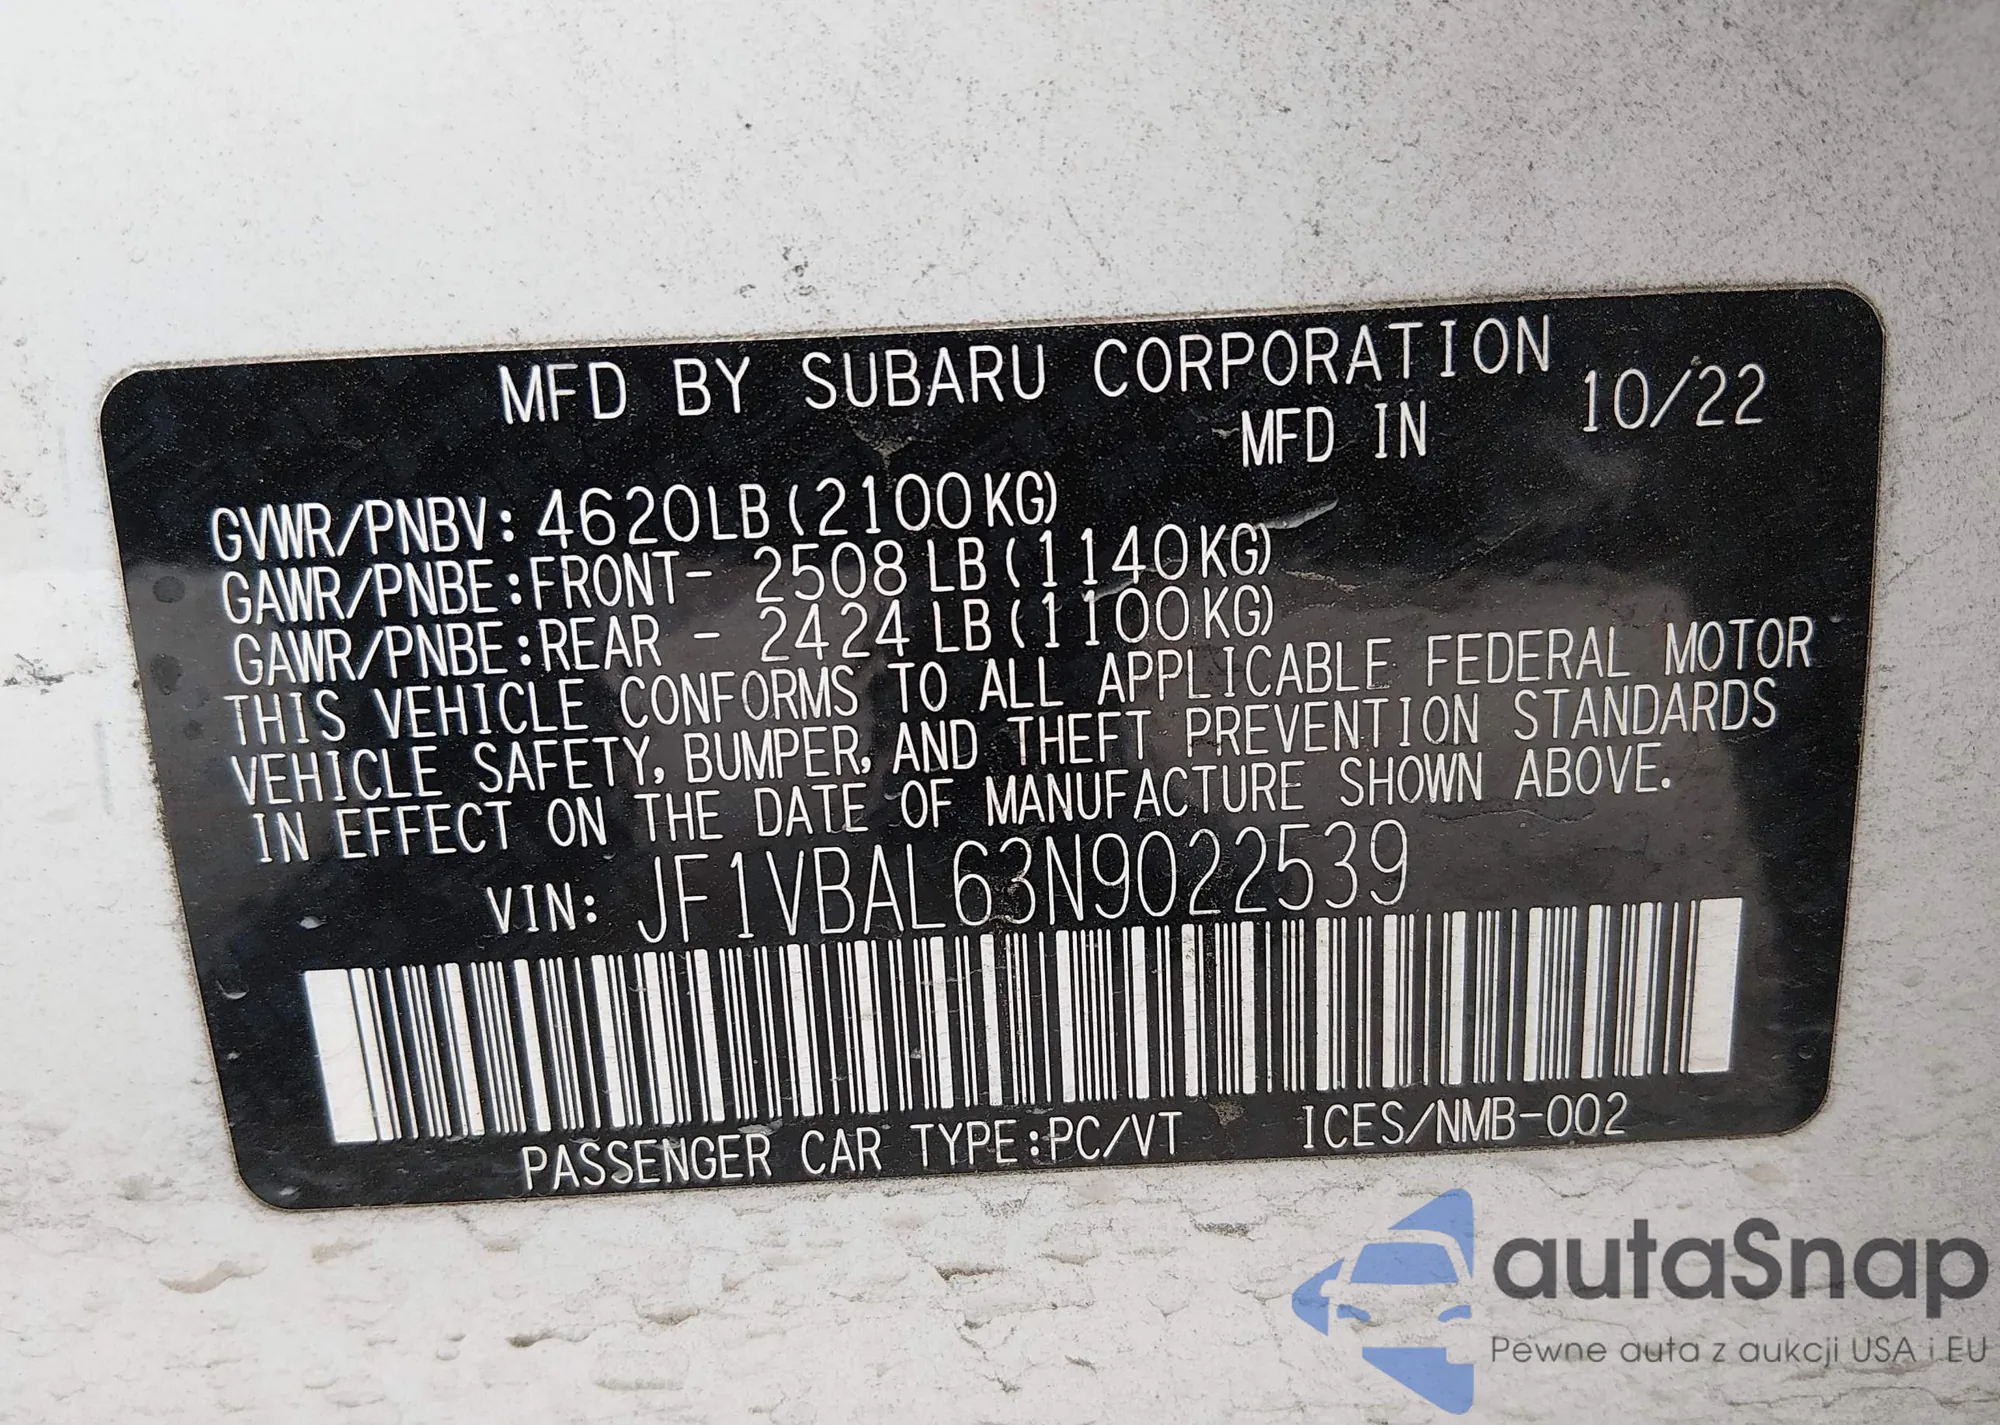 MFD BY SUBARU CORPORATION
MFD IN 10/22
GVWR/PNBV: 4620LB (2100KG)
GAWR/PNBE:FRONT- 2508 LB (1140KG)
GAWR/PNBE:REAR - 2424 LB (1100KG)
THIS VEHICLE CONFORMS TO ALL APPLICABLE FEDERAL MOTOR
VEHICLE SAFETY, BUMPER, AND THEFT PREVENTION STANDARDS
IN EFFECT ON THE DATE OF MANUFACTURE SHOWN ABOVE.
VIN: JF1VBAL63N9022539
PASSENGER CAR TYPE:PC/VT ICES/NMB-002
autaSnap
Pewne auta z aukcji USA i EU